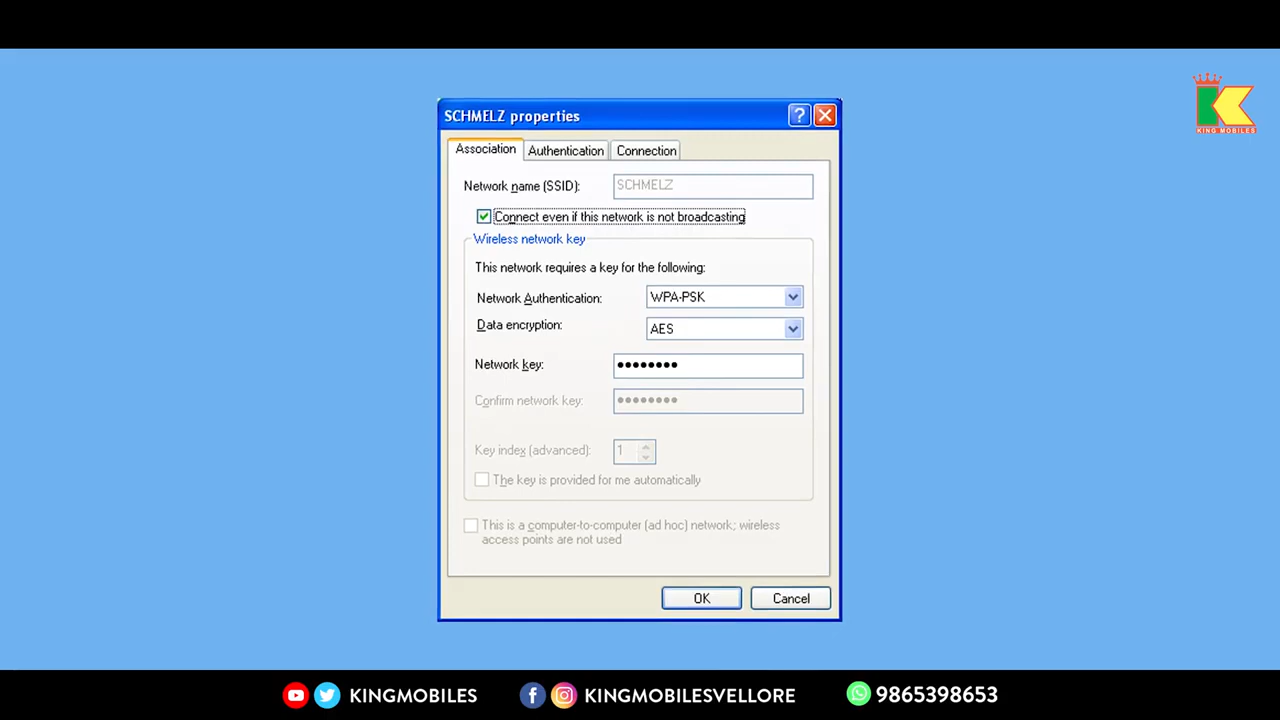 KING MOBILES
SCHMELZ properties
Association Authentication Connection
Network name (SSID): SCHMELZ
Connect even if this network is not broadcasting
Wireless network key
This network requires a key for the following:
Network Authentication: WPA-PSK
Data encryption: AES
Network key: ••••••••
Confirm network key: ••••••••
Key index (advanced): 1
The key is provided for me automatically
This is a computer-to-computer (ad hoc) network; wireless
access points are not used
OK Cancel
KINGMOBILES KINGMOBILESVELLORE 9865398653